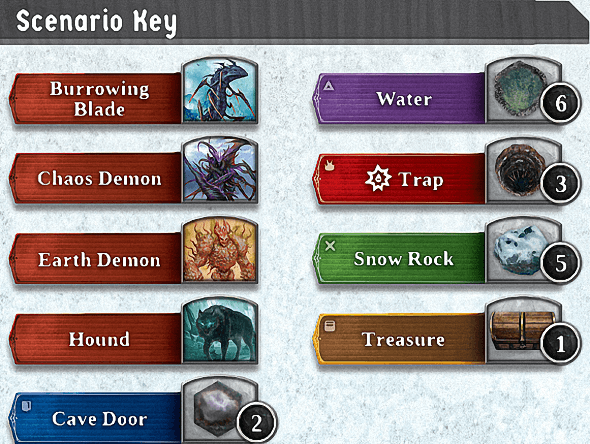 Scenario Key
Burrowing
Blade
Chaos Demon
Earth Demon
Hound
Cave Door
2
Water
6
Trap
3
Snow Rock
5
Treasure
1